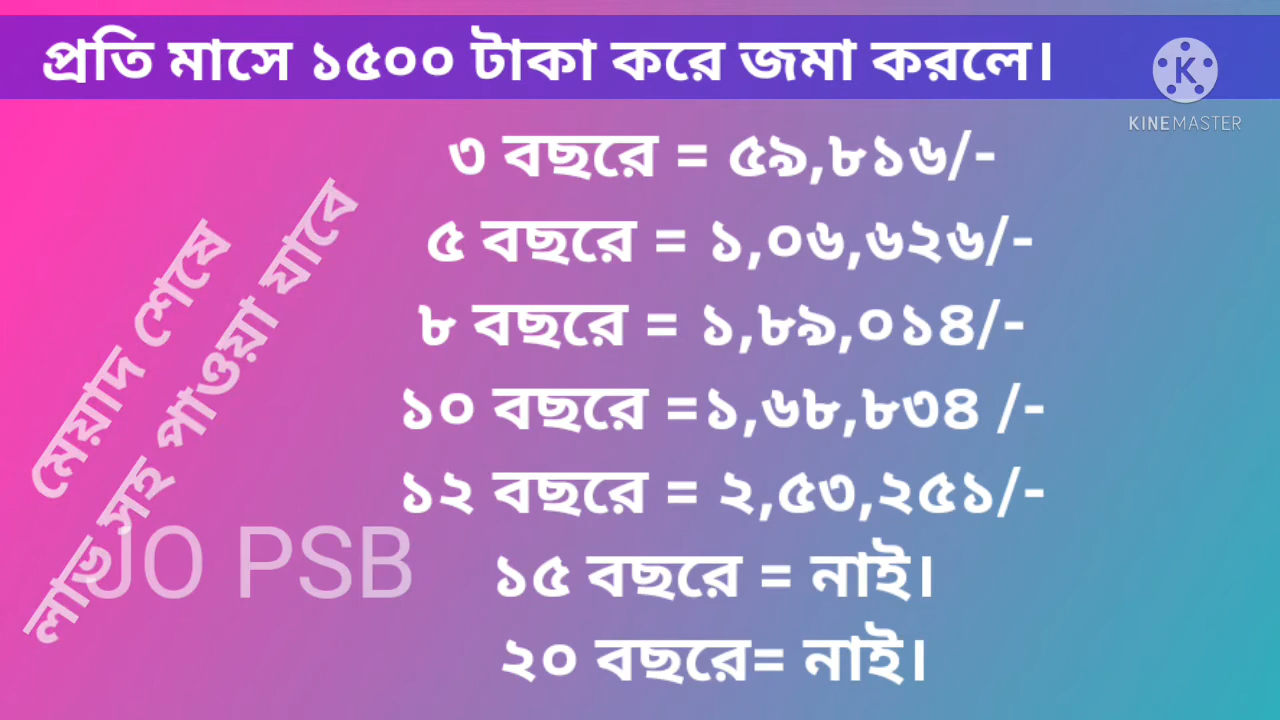 প্রতি মাসে ১৫০০ টাকা করে জমা করলে।
KINEMASTER
৩ বছরে = ৫৯,৮১৬/-
৫ বছরে = ১,০৬,৬২৬/-
৮ বছরে = ১,৮৯,০১৪/-
১০ বছরে =১,৬৮,৮৩৪ /-
১২ বছরে = ২,৫৩,২৫১/-
১৫ বছরে = নাই।
২০ বছরে= নাই।
মেয়াদ শেষে
লাভ সহ পাওয়া যাবে
JO PSB